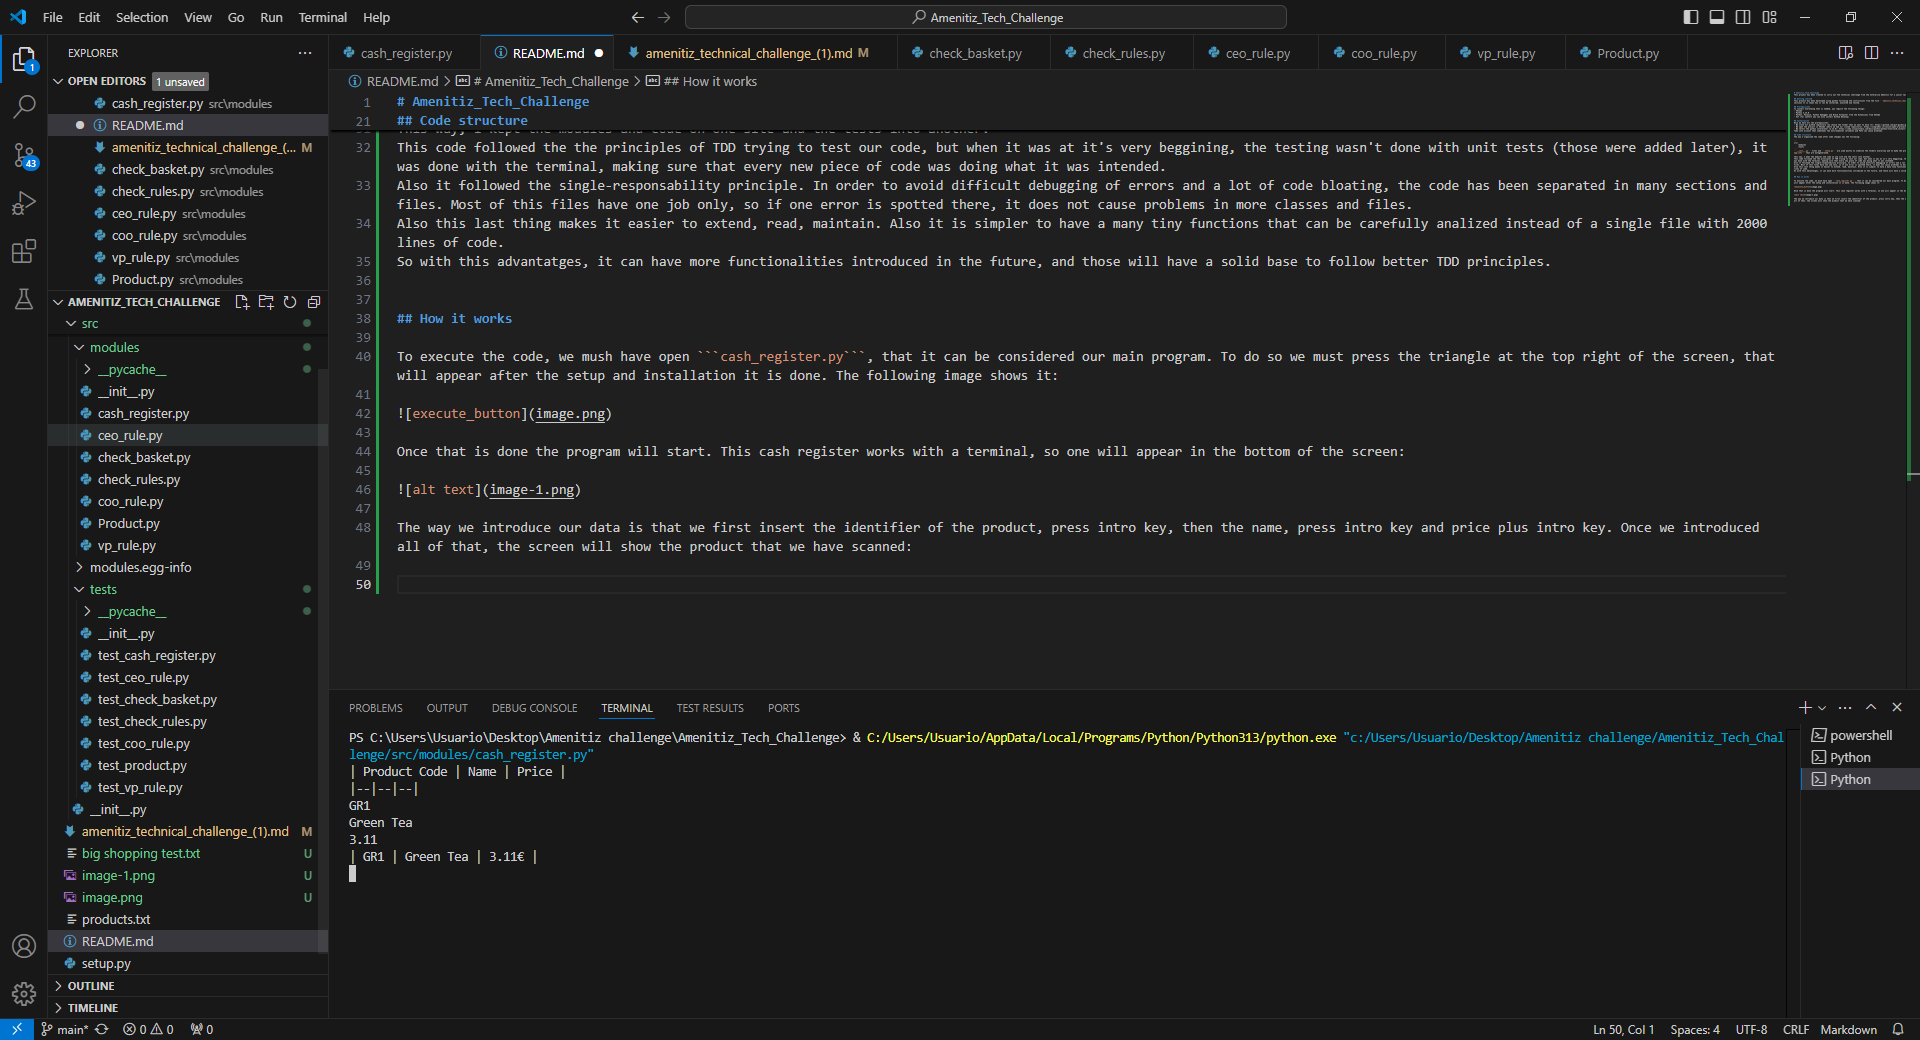 File Edit Selection View Go Run Terminal Help
Amenitiz_Tech_Challenge
EXPLORER
OPEN EDITORS 1 unsaved
cash_register.py src\modules
README.md
amenitiz_technical_challenge_(... M
check_basket.py src\modules
check_rules.py src\modules
ceo_rule.py src\modules
coo_rule.py src\modules
vp_rule.py src\modules
Product.py src\modules
AMENITIZ_TECH_CHALLENGE
src
modules
__pycache__
__init__.py
cash_register.py
ceo_rule.py
check_basket.py
check_rules.py
coo_rule.py
Product.py
vp_rule.py
modules.egg-info
tests
__pycache__
__init__.py
test_cash_register.py
test_ceo_rule.py
test_check_basket.py
test_check_rules.py
test_coo_rule.py
test_product.py
test_vp_rule.py
__init__.py
amenitiz_technical_challenge_(1).md M
big shopping test.txt U
image-1.png U
image.png U
products.txt
README.md
setup.py
OUTLINE
TIMELINE
1
43
cash_register.py README.md amenitiz_technical_challenge_(1).md M check_basket.py check_rules.py ceo_rule.py coo_rule.py vp_rule.py Product.py
README.md > # Amenitiz_Tech_Challenge > ## How it works
1 # Amenitiz_Tech_Challenge
21 ## Code structure
32 This code followed the the principles of TDD trying to test our code, but when it was at it's very beggining, the testing wasn't done with unit tests (those were added later), it
was done with the terminal, making sure that every new piece of code was doing what it was intended.
33 Also it followed the single-responsability principle. In order to avoid difficult debugging of errors and a lot of code bloating, the code has been separated in many sections and
files. Most of this files have one job only, so if one error is spotted there, it does not cause problems in more classes and files.
34 Also this last thing makes it easier to extend, read, maintain. Also it is simpler to have a many tiny functions that can be carefully analized instead of a single file with 2000
lines of code.
35 So with this advantatges, it can have more functionalities introduced in the future, and those will have a solid base to follow better TDD principles.
36
37
38 ## How it works
39
40 To execute the code, we mush have open ```cash_register.py```, that it can be considered our main program. To do so we must press the triangle at the top right of the screen, that
will appear after the setup and installation it is done. The following image shows it:
41
42 ![execute_button](image.png)
43
44 Once that is done the program will start. This cash register works with a terminal, so one will appear in the bottom of the screen:
45
46 ![alt text](image-1.png)
47
48 The way we introduce our data is that we first insert the identifier of the product, press intro key, then the name, press intro key and price plus intro key. Once we introduced
all of that, the screen will show the product that we have scanned:
49
50
PROBLEMS OUTPUT DEBUG CONSOLE TERMINAL TEST RESULTS PORTS
PS C:\Users\Usuario\Desktop\Amenitiz challenge\Amenitiz_Tech_Challenge> & C:/Users/Usuario/AppData/Local/Programs/Python/Python313/python.exe "c:/Users/Usuario/Desktop/Amenitiz challenge/Amenitiz_Tech_Chal
lenge/src/modules/cash_register.py"
| Product Code | Name | Price |
|--|--|--|
GR1
Green Tea
3.11
| GR1 | Green Tea | 3.11€ |
powershell
Python
Python
main* 0 0 0
Ln 50, Col 1 Spaces: 4 UTF-8 CRLF Markdown